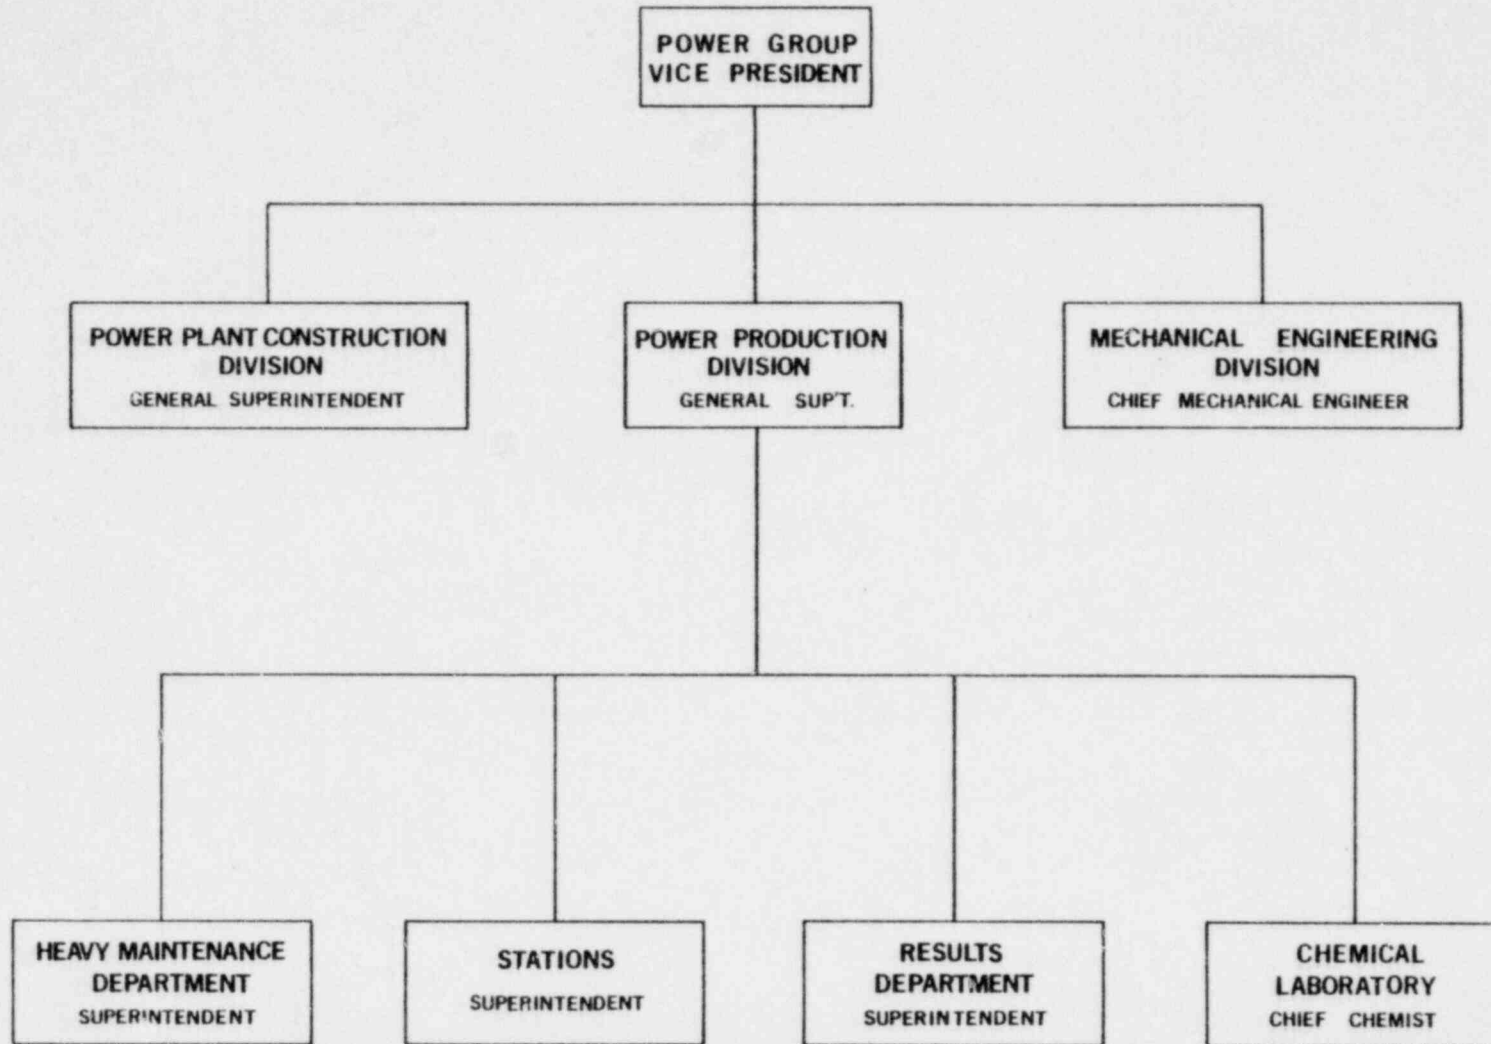 POWER GROUP
VICE PRESIDENT
POWER PLANT CONSTRUCTION
DIVISION
GENERAL SUPERINTENDENT
POWER PRODUCTION
DIVISION
GENERAL SUP'T.
MECHANICAL ENGINEERING
DIVISION
CHIEF MECHANICAL ENGINEER
HEAVY MAINTENANCE
DEPARTMENT
SUPERINTENDENT
STATIONS
SUPERINTENDENT
RESULTS
DEPARTMENT
SUPERINTENDENT
CHEMICAL
LABORATORY
CHIEF CHEMIST